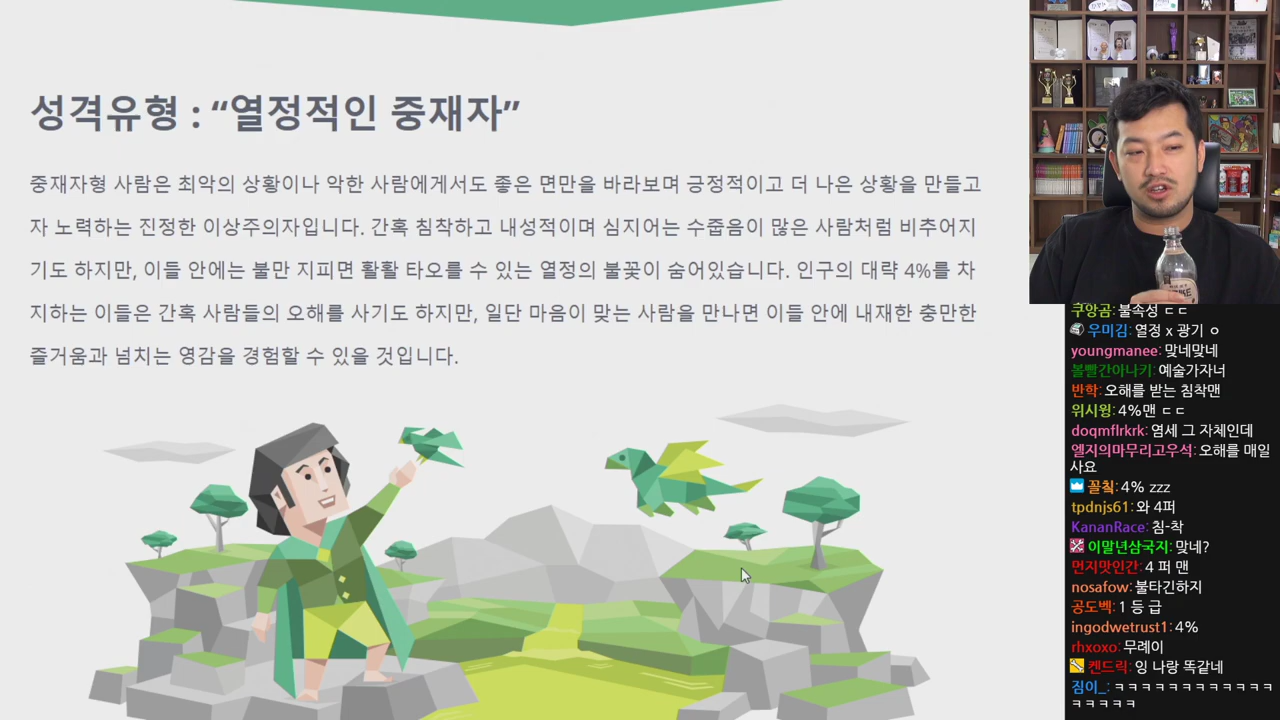 성격유형 : “열정적인 중재자”
중재자형 사람은 최악의 상황이나 악한 사람에게서도 좋은 면만을 바라보며 긍정적이고 더 나은 상황을 만들고
자 노력하는 진정한 이상주의자입니다. 간혹 침착하고 내성적이며 심지어는 수줍음이 많은 사람처럼 비추어지
기도 하지만, 이들 안에는 불만 지피면 활활 타오를 수 있는 열정의 불꽃이 숨어있습니다. 인구의 대략 4%를 차
지하는 이들은 간혹 사람들의 오해를 사기도 하지만, 일단 마음이 맞는 사람을 만나면 이들 안에 내재한 충만한
즐거움과 넘치는 영감을 경험할 수 있을 것입니다.
쿠앙곰: 불속성 ㄷㄷ
우미김: 열정 x 광기 ㅇ
youngmanee: 맞네맞네
볼빨간아나키: 예술가자너
반학: 오해를 받는 침착맨
위시윙: 4%맨 ㄷㄷ
doqmflrkrk: 염세 그 자체인데
엘지의마무리고우석: 오해를 매일
사요
꼴칰: 4% zzz
tpdnjs61: 와 4퍼
KananRace: 침-착
이말년삼국지: 맞네?
먼지맛인간: 4 퍼 맨
nosafow: 불타긴하지
공도벡: 1 등 급
ingodwetrust1: 4%
rhxoxo: 무례이
켄드릭: 잉 나랑 똑같네
짐이_: ㅋㅋㅋㅋㅋㅋㅋㅋㅋㅋㅋㅋ
ㅋㅋㅋㅋㅋ